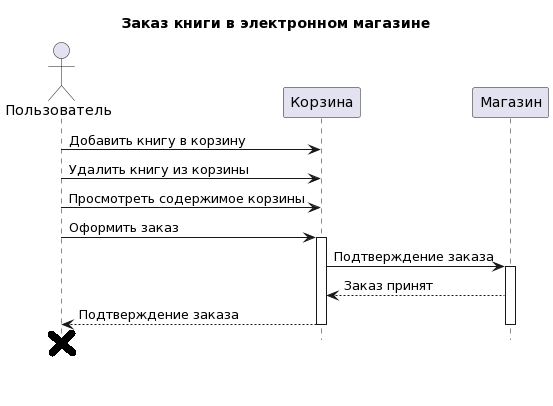 Заказ книги в электронном магазине
Пользователь
Корзина
Магазин
Добавить книгу в корзину
Удалить книгу из корзины
Просмотреть содержимое корзины
Оформить заказ
Подтверждение заказа
Заказ принят
Подтверждение заказа